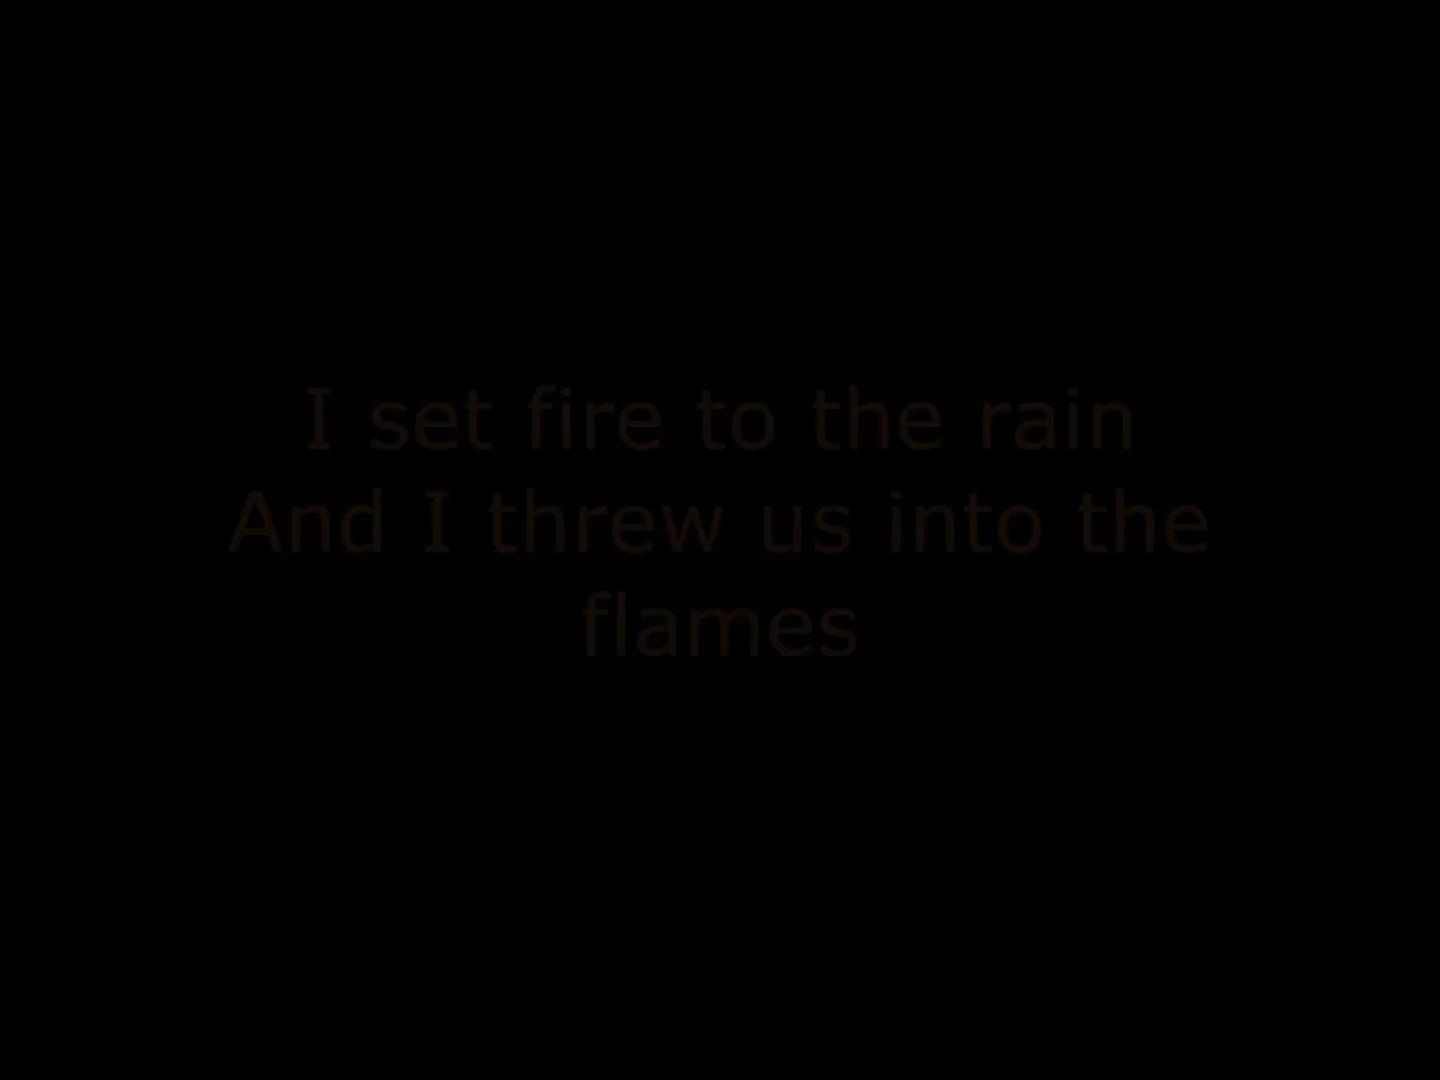 I set fire to the rain
And I threw us into the
flames